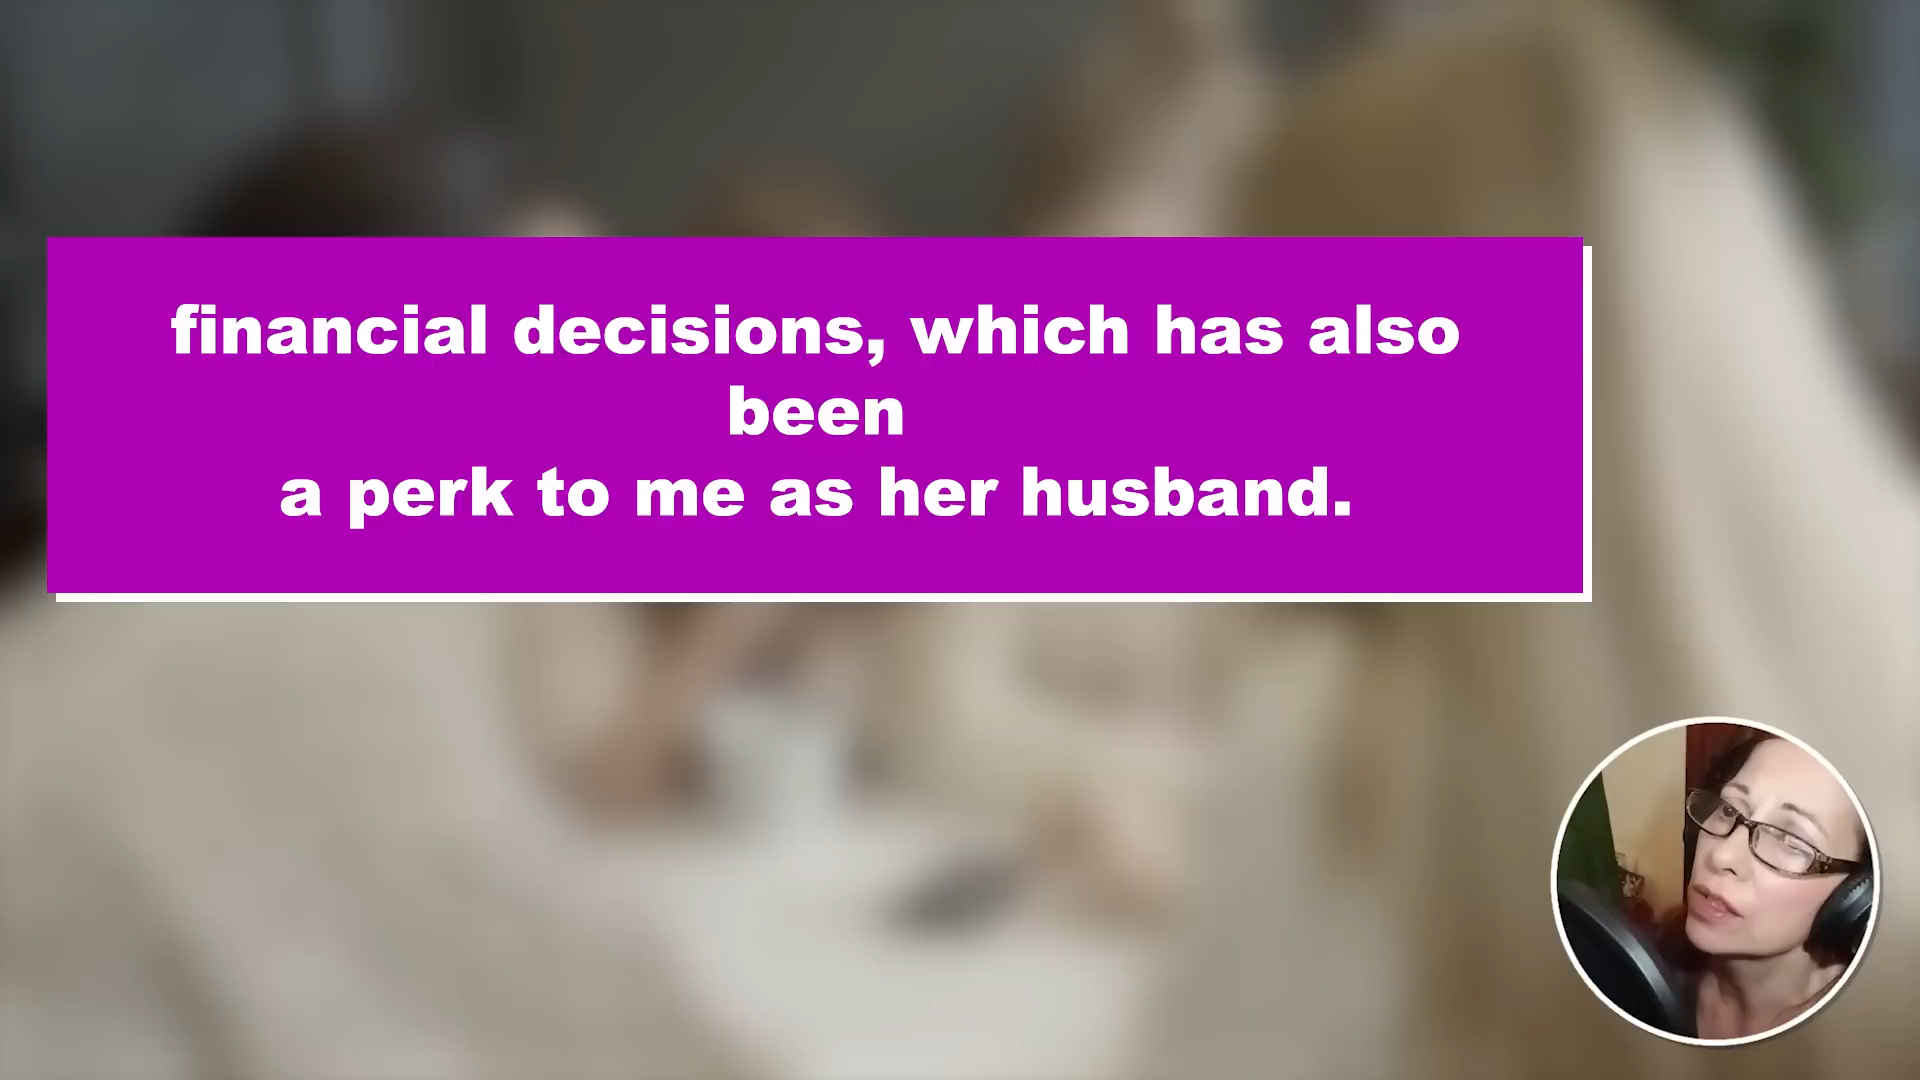 financial decisions, which has also
been
a perk to me as her husband.